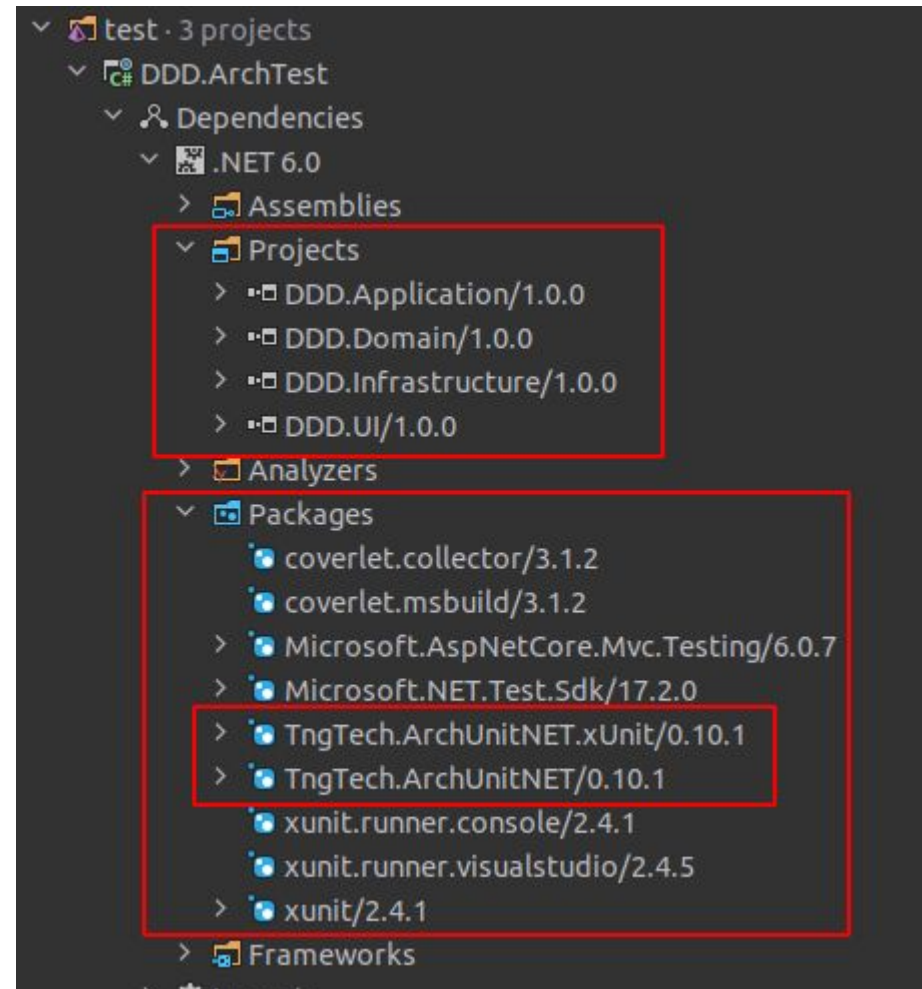 test · 3 projects
DDD.ArchTest
Dependencies
.NET 6.0
Assemblies
Projects
DDD.Application/1.0.0
DDD.Domain/1.0.0
DDD.Infrastructure/1.0.0
DDD.UI/1.0.0
Analyzers
Packages
coverlet.collector/3.1.2
coverlet.msbuild/3.1.2
Microsoft.AspNetCore.Mvc.Testing/6.0.7
Microsoft.NET.Test.Sdk/17.2.0
TngTech.ArchUnitNET.xUnit/0.10.1
TngTech.ArchUnitNET/0.10.1
xunit.runner.console/2.4.1
xunit.runner.visualstudio/2.4.5
xunit/2.4.1
Frameworks